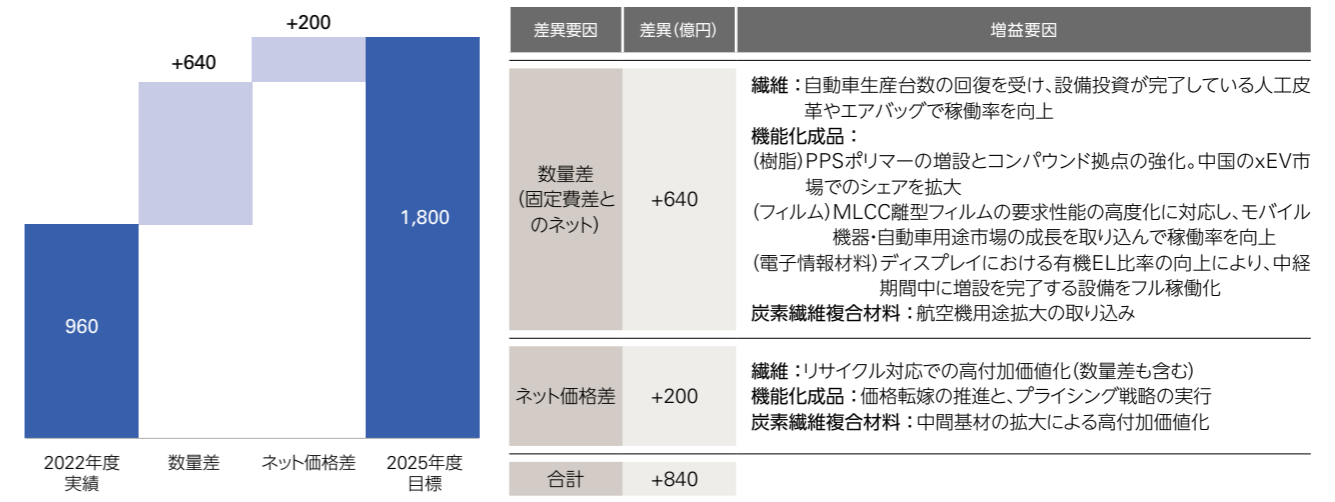 +640
+200
960
1,800
2022年度
実績
数量差
ネット価格差
2025年度
目標
差異要因
差異(億円)
増益要因
数量差
(固定費差と
のネット)
+640
繊維：自動車生産台数の回復を受け、設備投資が完了している人工皮
革やエアバッグで稼働率を向上
機能化成品：
(樹脂)PPSポリマーの増設とコンパウンド拠点の強化。中国のxEV市
場でのシェアを拡大
(フィルム)MLCC離型フィルムの要求性能の高度化に対応し、モバイル
機器・自動車用途市場の成長を取り込んで稼働率を向上
(電子情報材料)ディスプレイにおける有機EL比率の向上により、中経
期間中に増設を完了する設備をフル稼働化
炭素繊維複合材料：航空機用途拡大の取り込み
ネット価格差
+200
繊維：リサイクル対応での高付加価値化(数量差も含む)
機能化成品：価格転嫁の推進と、プライシング戦略の実行
炭素繊維複合材料：中間基材の拡大による高付加価値化
合計
+840